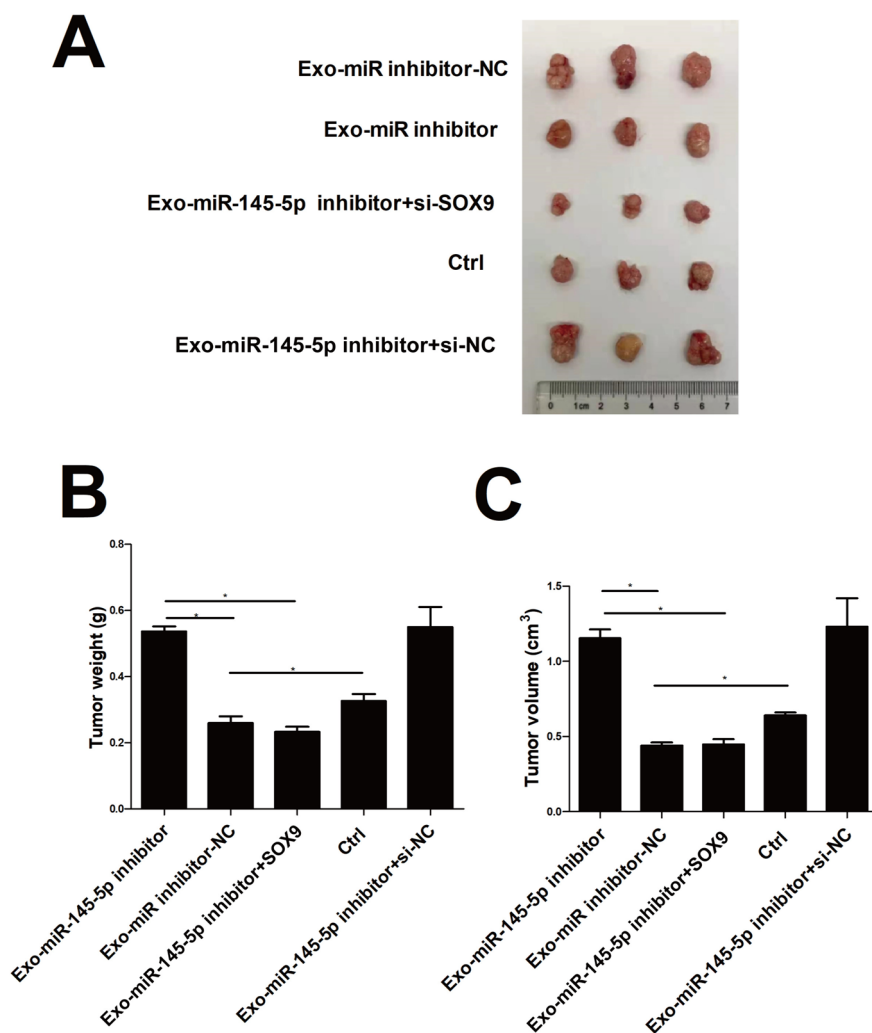 A
Exo-miR inhibitor-NC
Exo-miR inhibitor
Exo-miR-145-5p inhibitor+si-SOX9
Ctrl
Exo-miR-145-5p inhibitor+si-NC
0 1cm 2 3 4 5 6 7
B
Tumor weight (g)
0.8
0.6
0.4
0.2
0.0
*
*
*
Exo-miR-145-5p inhibitor
Exo-miR inhibitor-NC
Exo-miR-145-5p inhibitor+SOX9
Ctrl
Exo-miR-145-5p inhibitor+si-NC
C
Tumor volume (cm³)
1.5
1.0
0.5
0.0
*
*
*
Exo-miR-145-5p inhibitor
Exo-miR inhibitor-NC
Exo-miR-145-5p inhibitor+SOX9
Ctrl
Exo-miR-145-5p inhibitor+si-NC